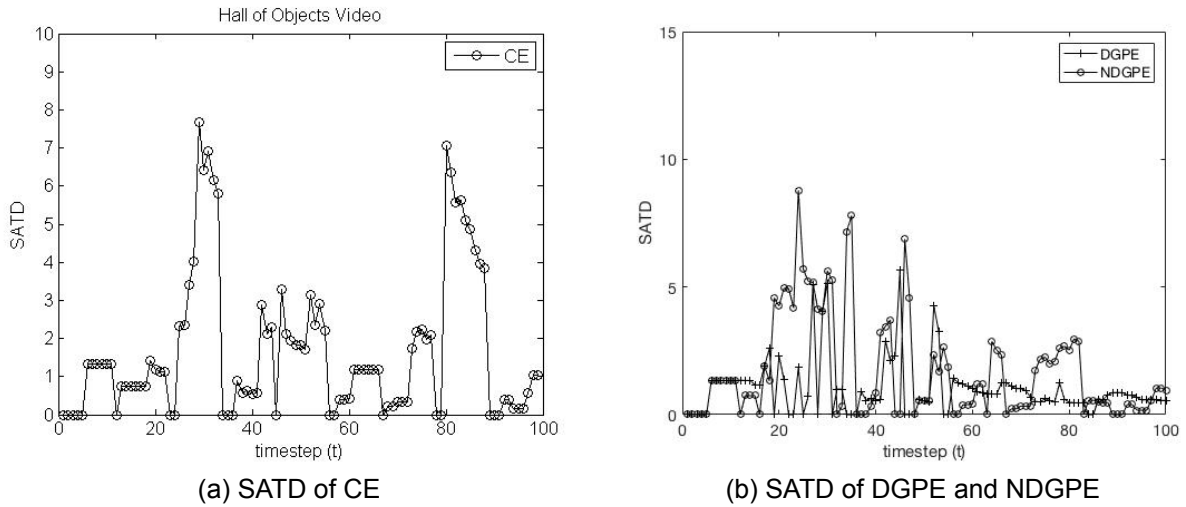 Hall of Objects Video
10
9
8
7
6
5
4
3
2
1
0
SATD
CE
0 20 40 60 80 100
timestep (t)
(a) SATD of CE
15
10
5
0
SATD
DGPE
NDGPE
0 20 40 60 80 100
timestep (t)
(b) SATD of DGPE and NDGPE